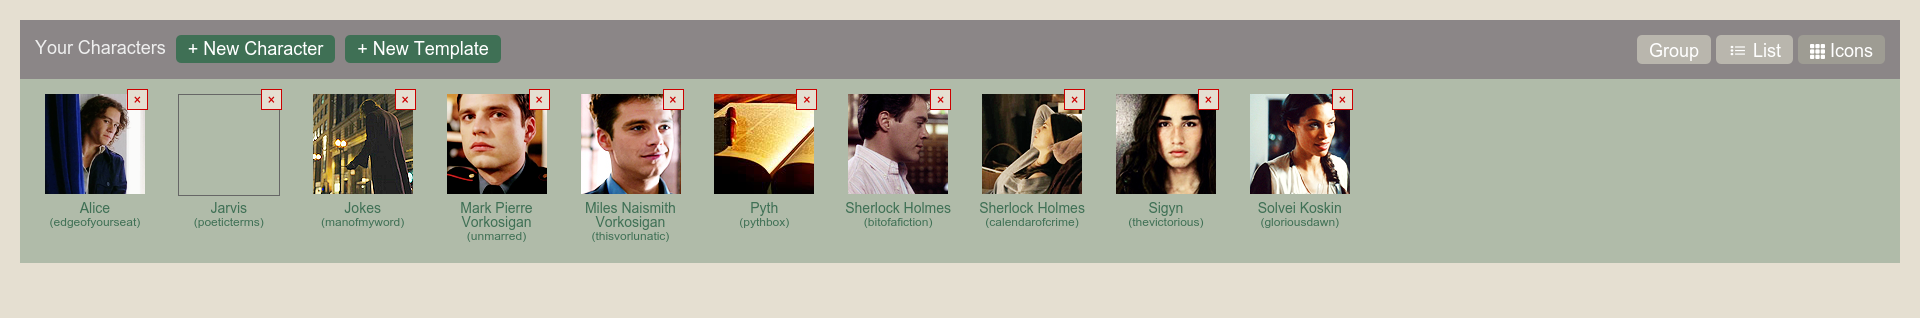 Your Characters
+ New Character
+ New Template
Group
List
Icons
×
×
×
×
×
×
×
×
×
×
Alice
(edgeofyourseat)
Jarvis
(poeticterms)
Jokes
(manofmyword)
Mark Pierre
Vorkosigan
(unmarred)
Miles Naismith
Vorkosigan
(thisvorlunatic)
Pyth
(pythbox)
Sherlock Holmes
(bitofafiction)
Sherlock Holmes
(calendarofcrime)
Sigyn
(thevictorious)
Solvei Koskin
(gloriousdawn)